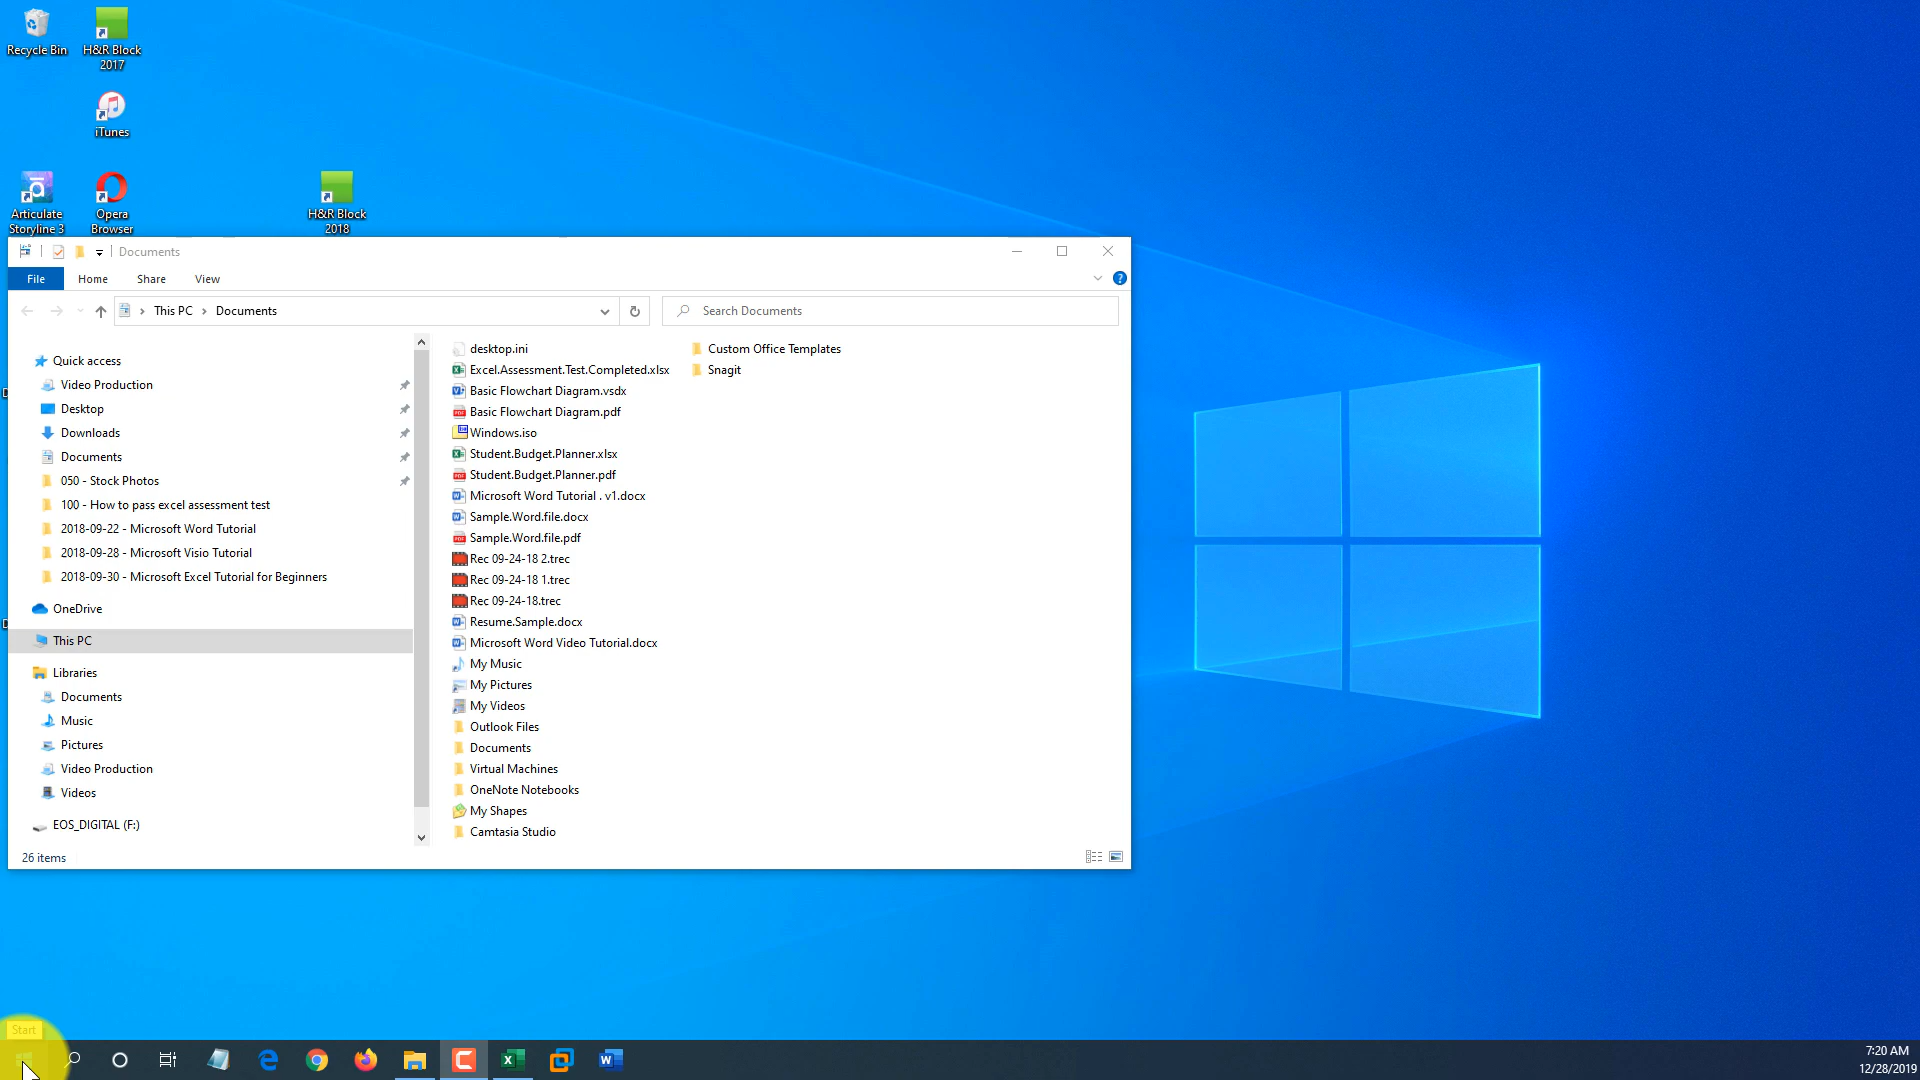 Recycle Bin
H&R Block
2017
iTunes
Articulate
Storyline 3
Opera
Browser
H&R Block
2018
Documents
File
Home
Share
View
This PC
Documents
Search Documents
Quick access
Video Production
Desktop
Downloads
Documents
050 - Stock Photos
100 - How to pass excel assessment test
2018-09-22 - Microsoft Word Tutorial
2018-09-28 - Microsoft Visio Tutorial
2018-09-30 - Microsoft Excel Tutorial for Beginners
OneDrive
This PC
Libraries
Documents
Music
Pictures
Video Production
Videos
EOS_DIGITAL (F:)
desktop.ini
Excel.Assessment.Test.Completed.xlsx
Basic Flowchart Diagram.vsdx
Basic Flowchart Diagram.pdf
Windows.iso
Student.Budget.Planner.xlsx
Student.Budget.Planner.pdf
Microsoft Word Tutorial . v1.docx
Sample.Word.file.docx
Sample.Word.file.pdf
Rec 09-24-18 2.trec
Rec 09-24-18 1.trec
Rec 09-24-18.trec
Resume.Sample.docx
Microsoft Word Video Tutorial.docx
My Music
My Pictures
My Videos
Outlook Files
Documents
Virtual Machines
OneNote Notebooks
My Shapes
Camtasia Studio
Custom Office Templates
Snagit
26 items
Start
7:20 AM
12/28/2019